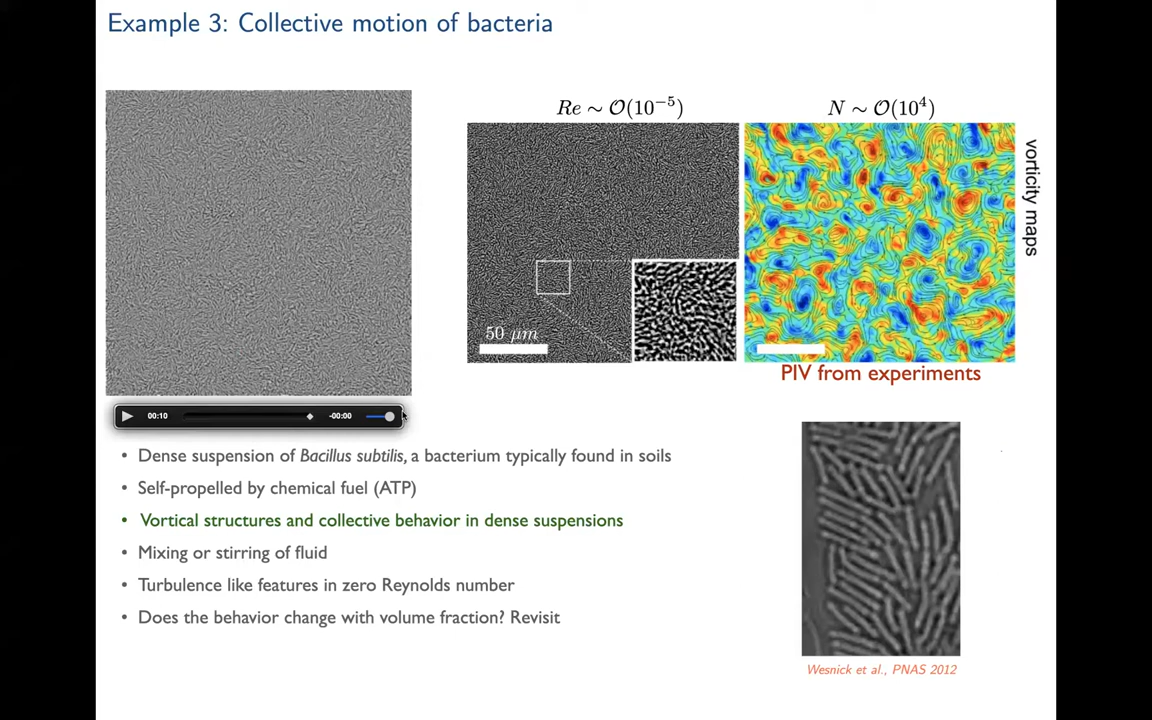 Example 3: Collective motion of bacteria
Re ∼ O(10⁻⁵)
N ∼ O(10⁴)
vorticity maps
50 μm
PIV from experiments
00:10
-00:00
• Dense suspension of Bacillus subtilis, a bacterium typically found in soils
• Self-propelled by chemical fuel (ATP)
• Vortical structures and collective behavior in dense suspensions
• Mixing or stirring of fluid
• Turbulence like features in zero Reynolds number
• Does the behavior change with volume fraction? Revisit
Wesnick et al., PNAS 2012